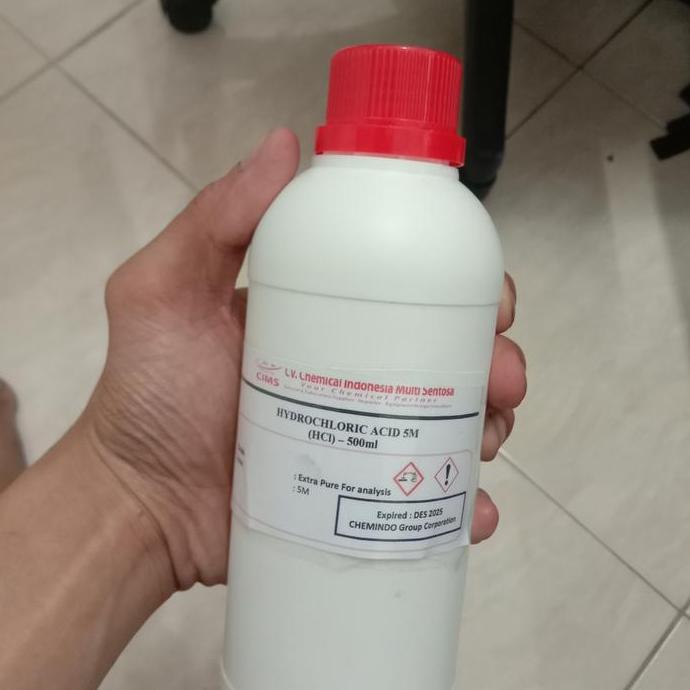 CiMS
CV. Chemical Indonesia Multi Sentosa
Your Chemical Partner
HYDROCHLORIC ACID 5M
(HCl) – 500ml
: Extra Pure For analysis
: 5M
Expired : DES 2025
CHEMINDO Group Corporation